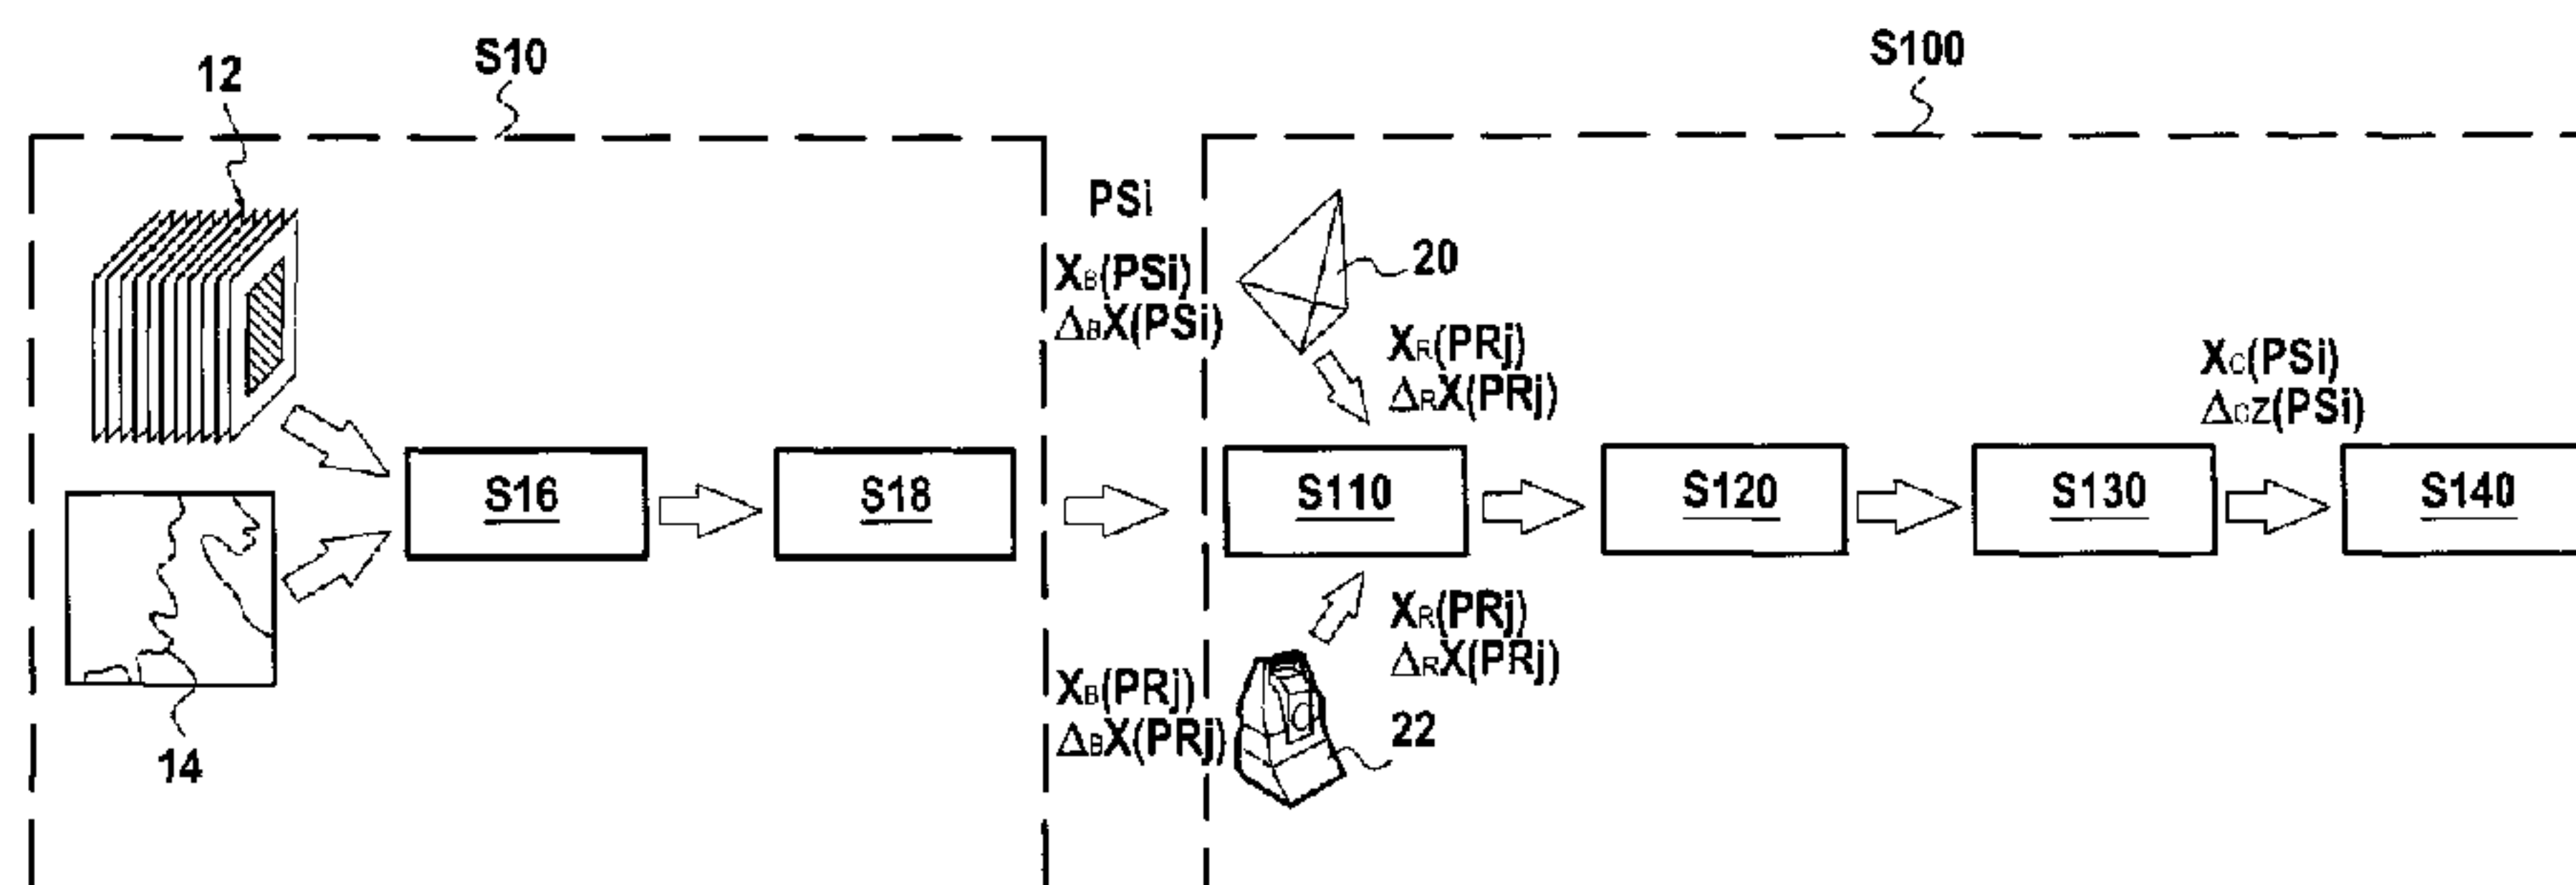 S10
S100
12
PSi
XB(PSi)
ΔBX(PSi)
20
XR(PRj)
ΔRX(PRj)
XC(PSi)
ΔCZ(PSi)
S16
S18
S110
S120
S130
S140
XR(PRj)
ΔRX(PRj)
XB(PRj)
ΔBX(PRj)
22
14